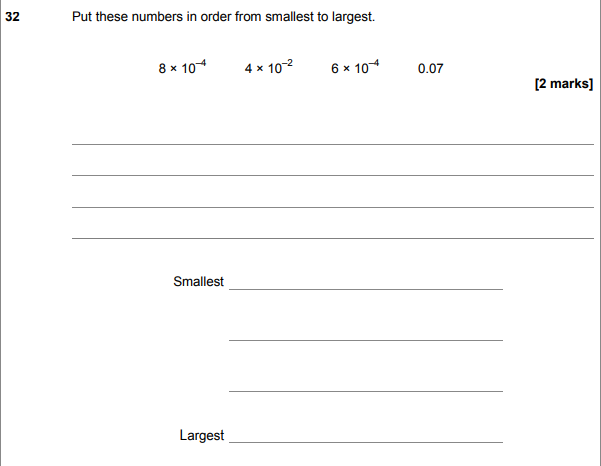 32 Put these numbers in order from smallest to largest.
8 × 10⁻⁴ 4 × 10⁻² 6 × 10⁻⁴ 0.07
[2 marks]
Smallest
Largest